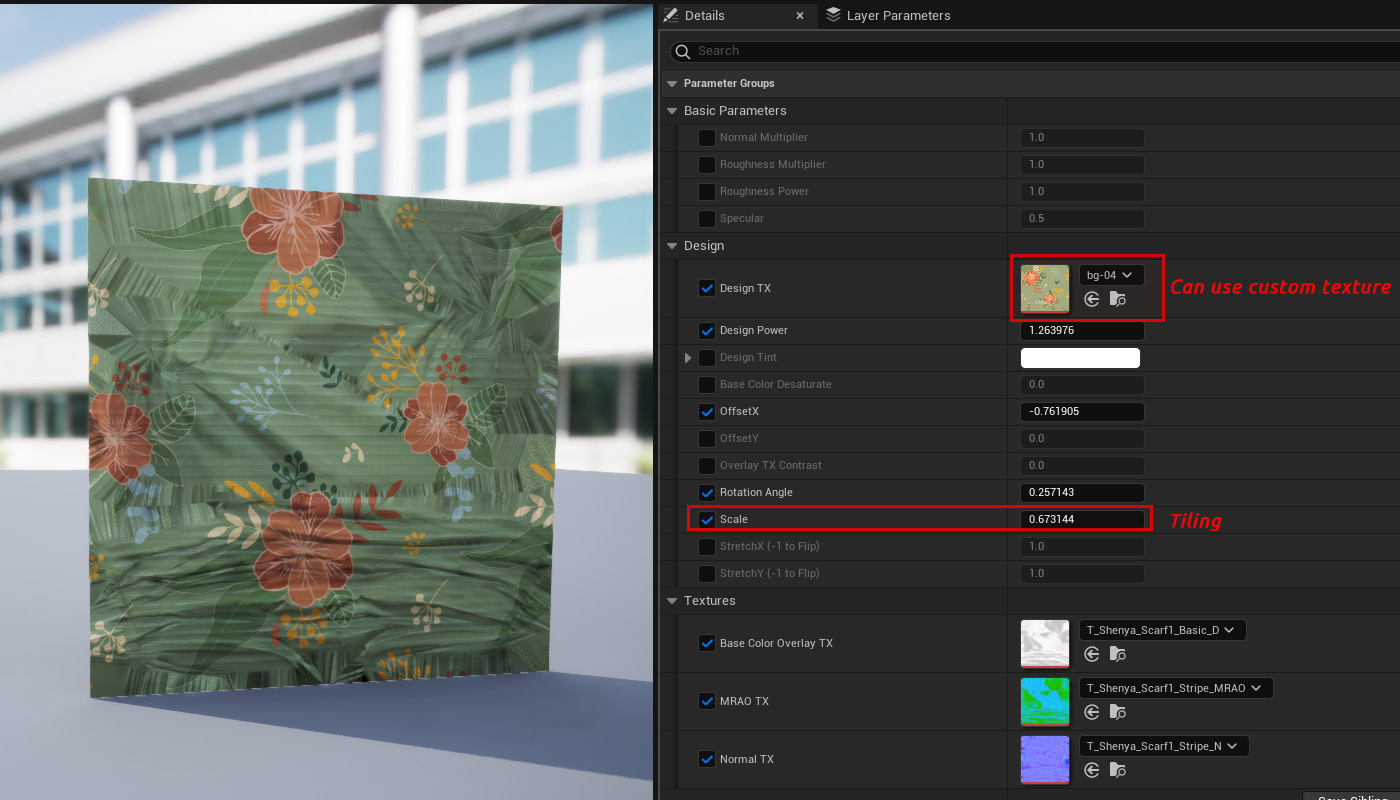 Details
Layer Parameters
Search
Parameter Groups
Basic Parameters
Normal Multiplier 1.0
Roughness Multiplier 1.0
Roughness Power 1.0
Specular 0.5
Design
Design TX bg-04 Can use custom texture
Design Power 1.263976
Design Tint
Base Color Desaturate 0.0
OffsetX -0.761905
OffsetY 0.0
Overlay TX Contrast 0.0
Rotation Angle 0.257143
Scale 0.673144 Tiling
StretchX (-1 to Flip) 1.0
StretchY (-1 to Flip) 1.0
Textures
Base Color Overlay TX T_Shenya_Scarf1_Basic_D
MRAO TX T_Shenya_Scarf1_Stripe_MRAO
Normal TX T_Shenya_Scarf1_Stripe_N
Save Sibling